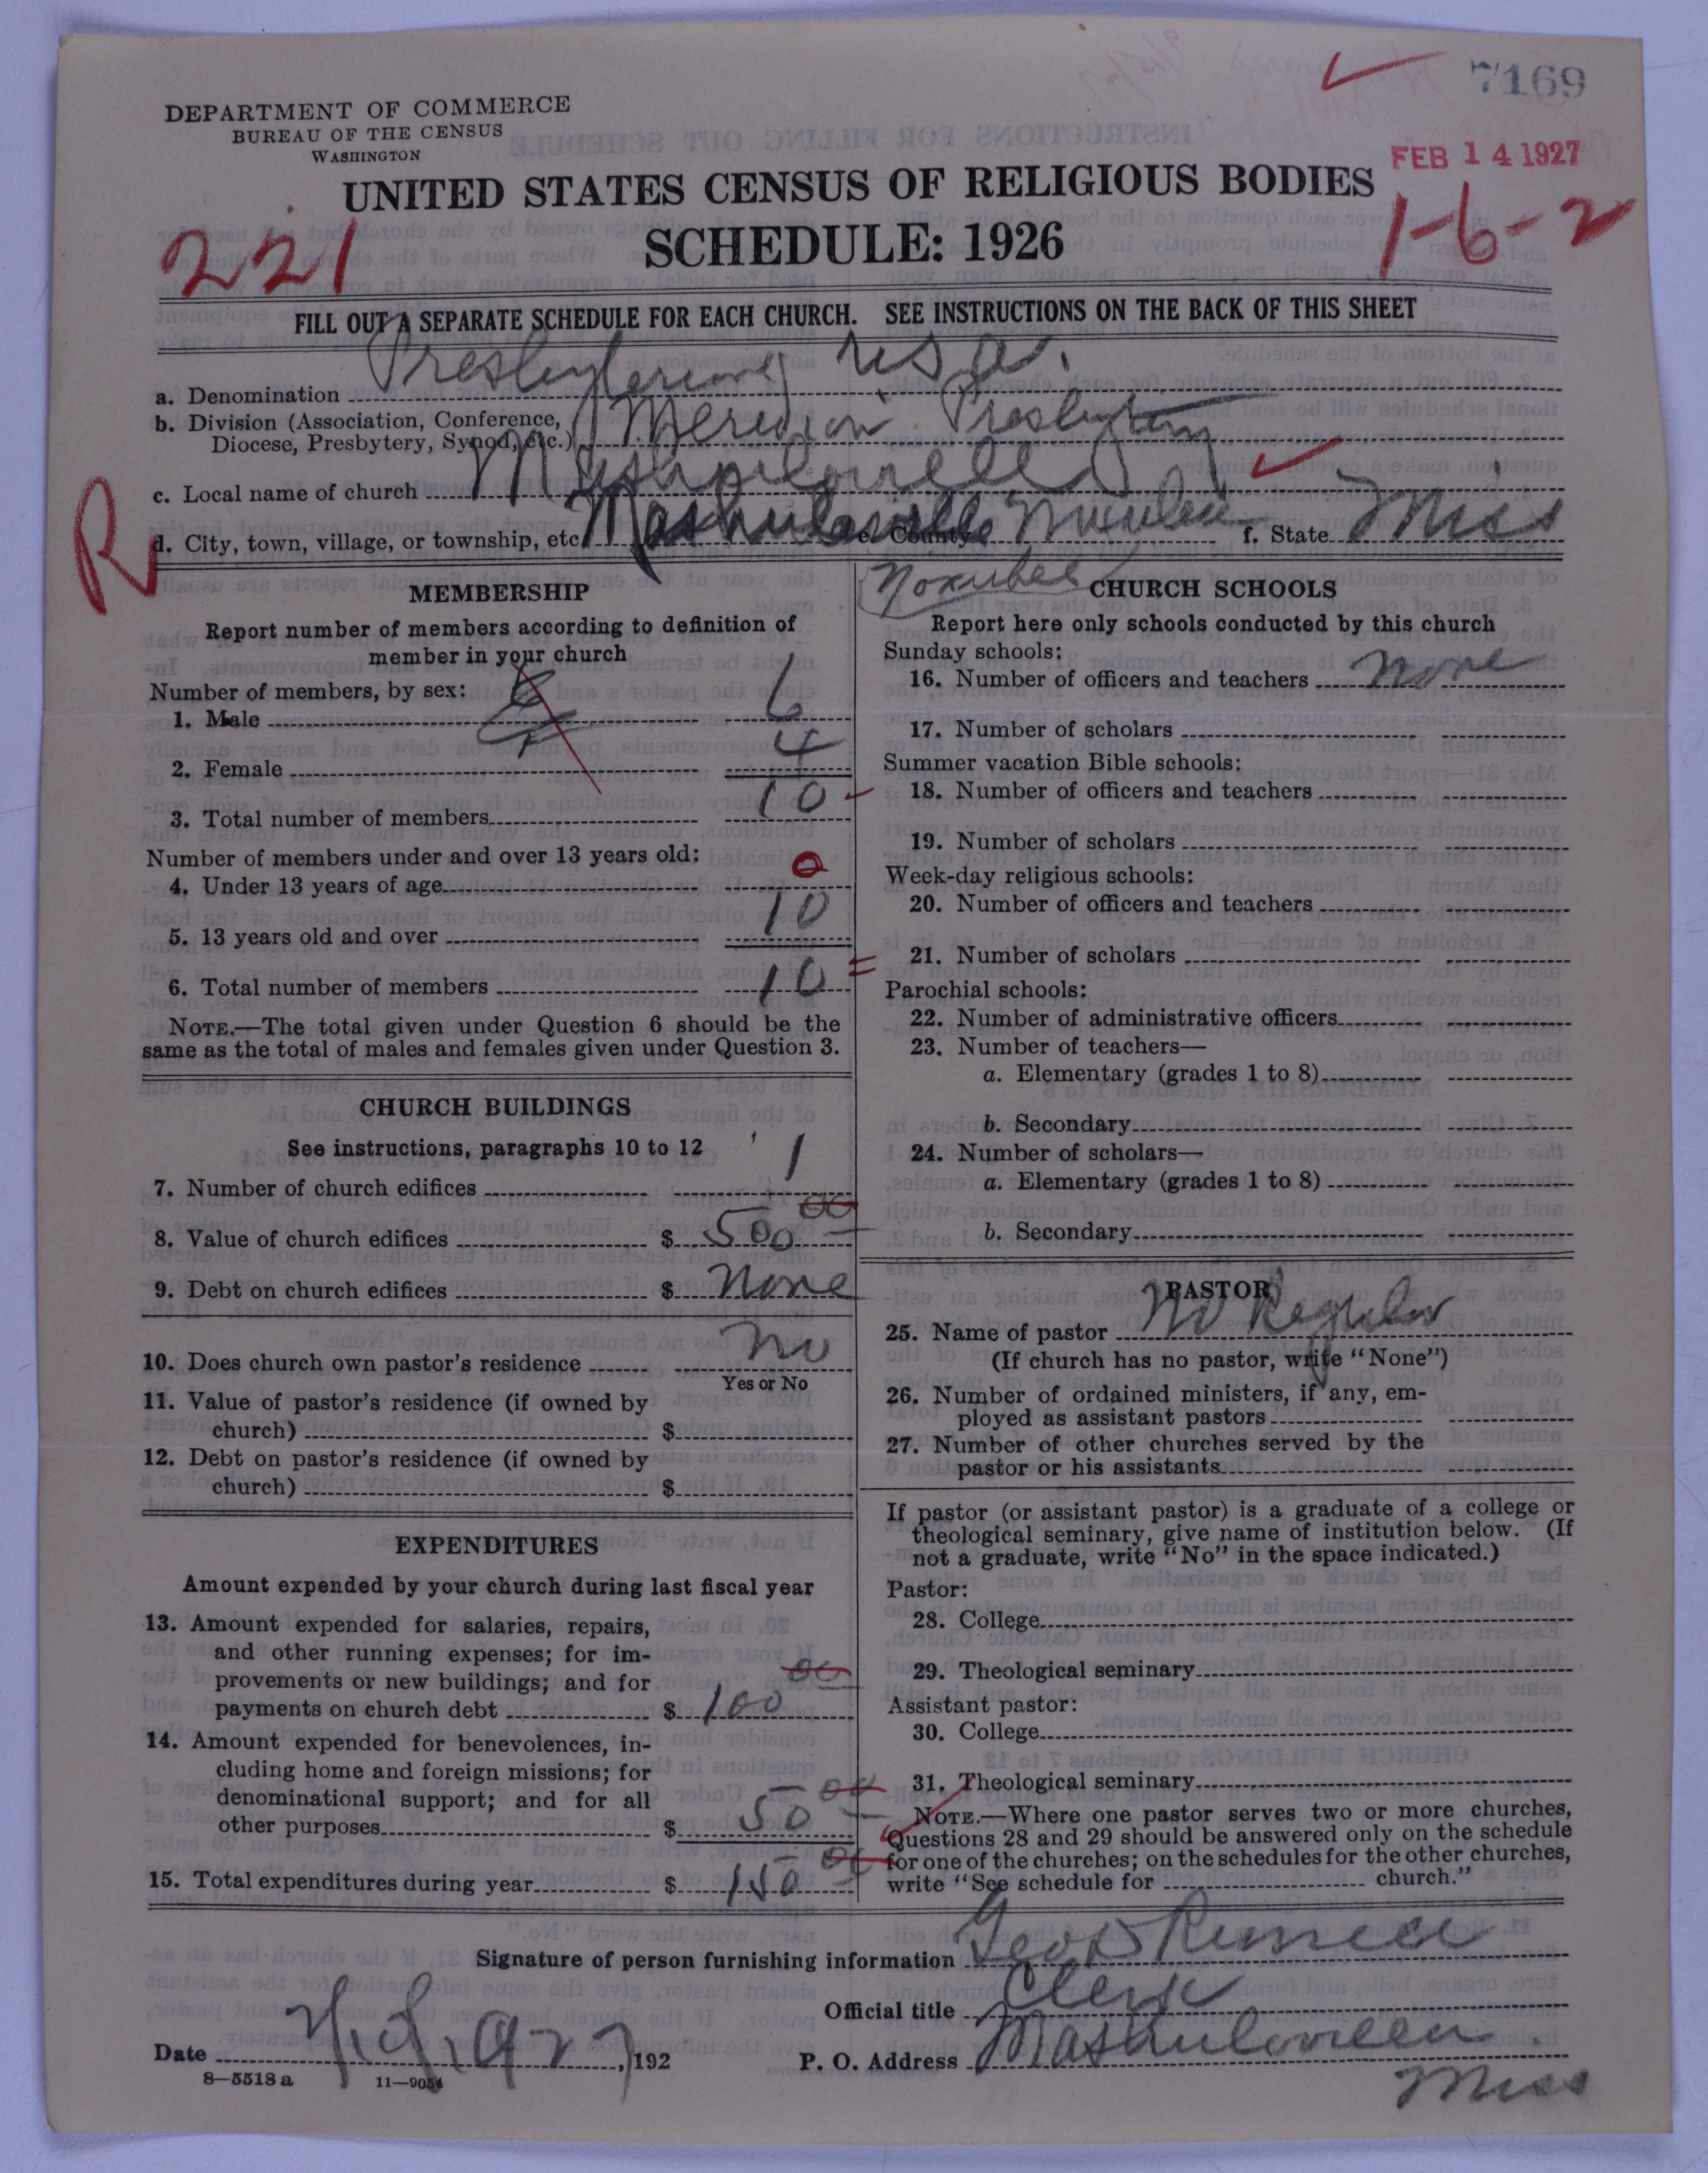 7169
DEPARTMENT OF COMMERCE
BUREAU OF THE CENSUS
WASHINGTON
FEB 14 1927
UNITED STATES CENSUS OF RELIGIOUS BODIES
SCHEDULE: 1926
221
1-6-2
FILL OUT A SEPARATE SCHEDULE FOR EACH CHURCH. SEE INSTRUCTIONS ON THE BACK OF THIS SHEET
a. Denomination Presbyterian U S A.
b. Division (Association, Conference, Diocese, Presbytery, Synod, etc.) Meridian Presbytery
c. Local name of church
R
d. City, town, village, or township, etc. Mashulaville e. County Noxubee f. State Miss
Noxubee
MEMBERSHIP
Report number of members according to definition of
member in your church
Number of members, by sex:
1. Male 6
2. Female 4
3. Total number of members 10
Number of members under and over 13 years old:
4. Under 13 years of age 0
5. 13 years old and over 10
6. Total number of members 10
NOTE.—The total given under Question 6 should be the
same as the total of males and females given under Question 3.
CHURCH BUILDINGS
See instructions, paragraphs 10 to 12
7. Number of church edifices 1
8. Value of church edifices $ 500 00
9. Debt on church edifices $ None
10. Does church own pastor's residence No
Yes or No
11. Value of pastor's residence (if owned by
church) $
12. Debt on pastor's residence (if owned by
church) $
EXPENDITURES
Amount expended by your church during last fiscal year
13. Amount expended for salaries, repairs,
and other running expenses; for im-
provements or new buildings; and for
payments on church debt $ 100 00
14. Amount expended for benevolences, in-
cluding home and foreign missions; for
denominational support; and for all
other purposes $ 50 00
15. Total expenditures during year $ 150 00
CHURCH SCHOOLS
Report here only schools conducted by this church
Sunday schools:
16. Number of officers and teachers None
17. Number of scholars
Summer vacation Bible schools:
18. Number of officers and teachers
19. Number of scholars
Week-day religious schools:
20. Number of officers and teachers
21. Number of scholars
Parochial schools:
22. Number of administrative officers
23. Number of teachers—
a. Elementary (grades 1 to 8)
b. Secondary
24. Number of scholars—
a. Elementary (grades 1 to 8)
b. Secondary
PASTOR
25. Name of pastor No Regular
(If church has no pastor, write "None")
26. Number of ordained ministers, if any, em-
ployed as assistant pastors
27. Number of other churches served by the
pastor or his assistants
If pastor (or assistant pastor) is a graduate of a college or
theological seminary, give name of institution below. (If
not a graduate, write "No" in the space indicated.)
Pastor:
28. College
29. Theological seminary
Assistant pastor:
30. College
31. Theological seminary
NOTE.—Where one pastor serves two or more churches,
Questions 28 and 29 should be answered only on the schedule
for one of the churches; on the schedules for the other churches,
write "See schedule for church."
Signature of person furnishing information Geo
Official title Clerk
Date , 192
P. O. Address
Miss
8—5518 a 11—9054